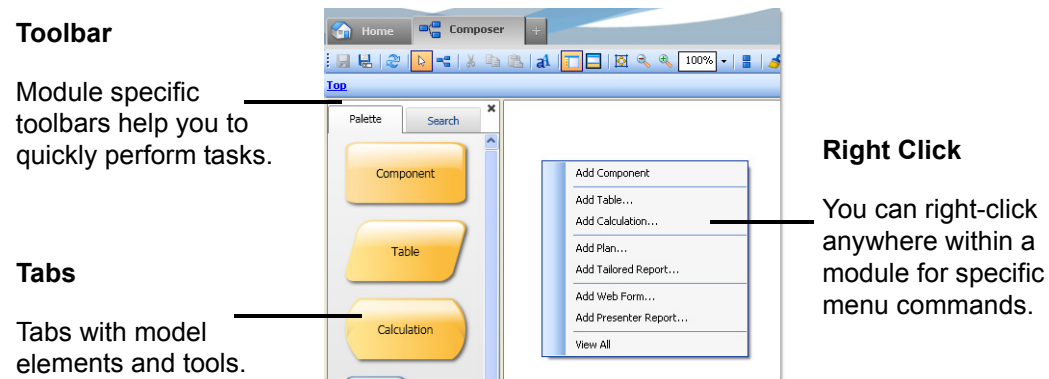 Toolbar
Module specific
toolbars help you to
quickly perform tasks.
Tabs
Tabs with model
elements and tools.
Home
Composer
+
al
100%
Top
Palette
Search
Component
Table
Calculation
Add Component
Add Table...
Add Calculation...
Add Plan...
Add Tailored Report...
Add Web Form...
Add Presenter Report...
View All
Right Click
You can right-click
anywhere within a
module for specific
menu commands.